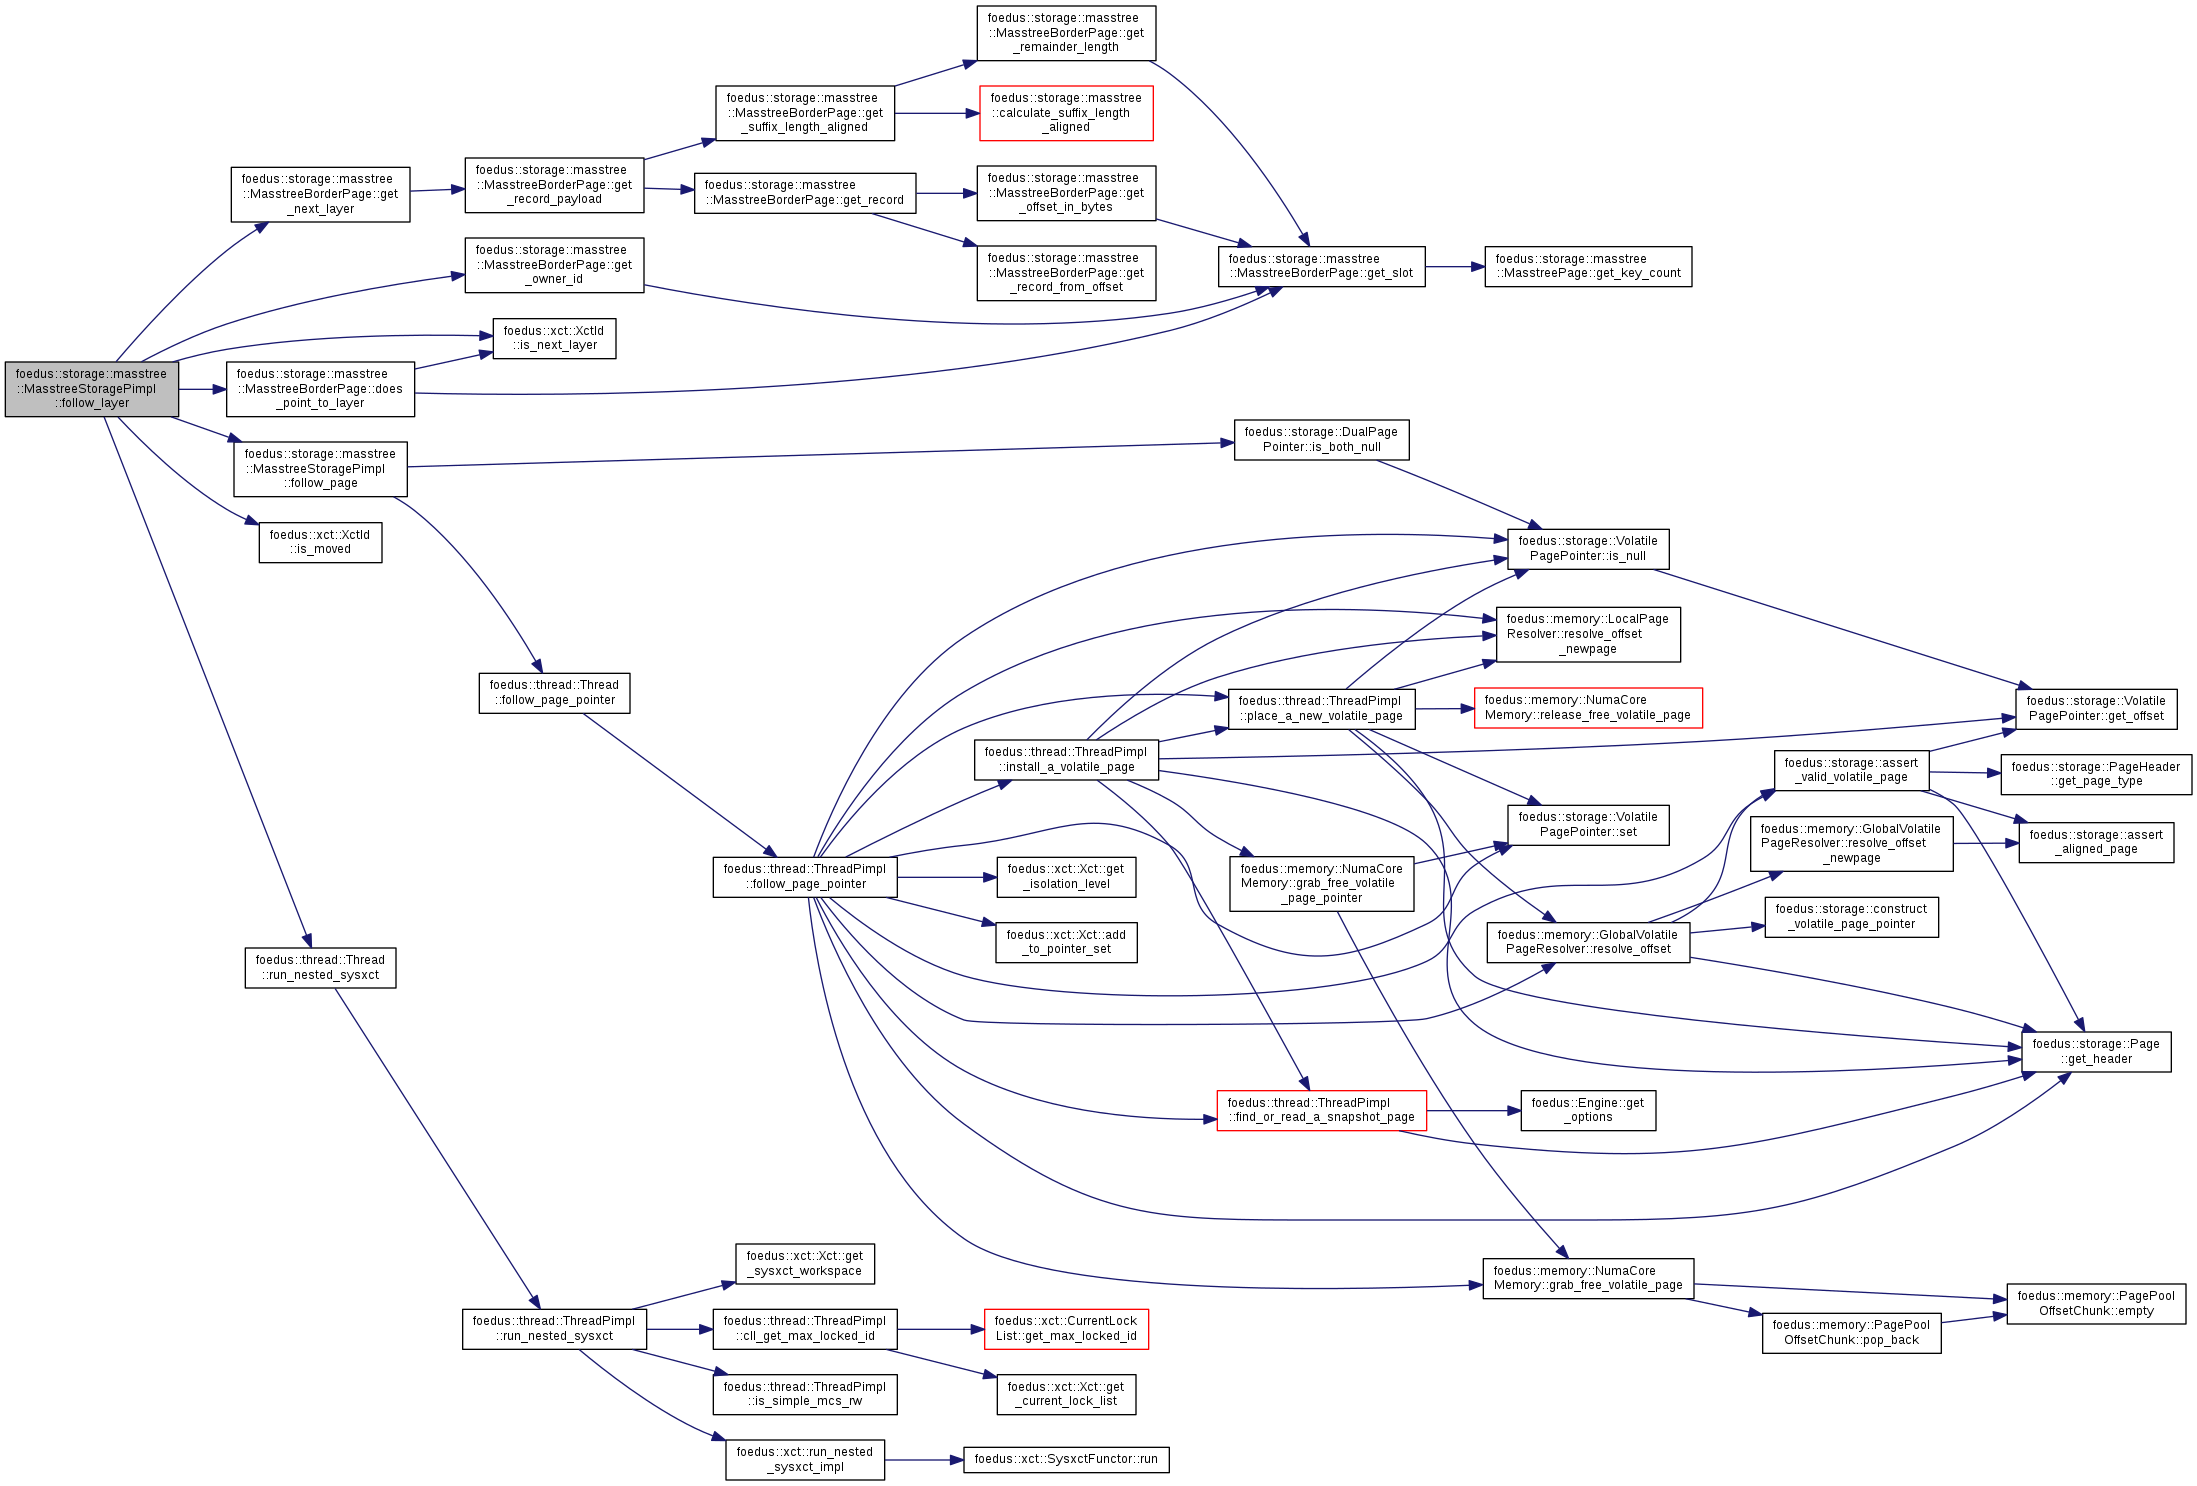 foedus::storage::masstree
::MasstreeStoragePimpl
::follow_layer
foedus::storage::masstree
::MasstreeBorderPage::get
_next_layer
foedus::storage::masstree
::MasstreeBorderPage::get
_record_payload
foedus::storage::masstree
::MasstreeBorderPage::get
_suffix_length_aligned
foedus::storage::masstree
::MasstreeBorderPage::get
_remainder_length
foedus::storage::masstree
::calculate_suffix_length
_aligned
foedus::storage::masstree
::MasstreeBorderPage::get_record
foedus::storage::masstree
::MasstreeBorderPage::get
_offset_in_bytes
foedus::storage::masstree
::MasstreeBorderPage::get
_record_from_offset
foedus::storage::masstree
::MasstreeBorderPage::get_slot
foedus::storage::masstree
::MasstreePage::get_key_count
foedus::storage::masstree
::MasstreeBorderPage::get
_owner_id
foedus::xct::XctId
::is_next_layer
foedus::storage::masstree
::MasstreeBorderPage::does
_point_to_layer
foedus::storage::masstree
::MasstreeStoragePimpl
::follow_page
foedus::xct::XctId
::is_moved
foedus::storage::DualPage
Pointer::is_both_null
foedus::storage::Volatile
PagePointer::is_null
foedus::memory::LocalPage
Resolver::resolve_offset
_newpage
foedus::thread::Thread
::follow_page_pointer
foedus::thread::ThreadPimpl
::place_a_new_volatile_page
foedus::memory::NumaCore
Memory::release_free_volatile_page
foedus::storage::Volatile
PagePointer::get_offset
foedus::thread::ThreadPimpl
::install_a_volatile_page
foedus::storage::assert
_valid_volatile_page
foedus::storage::PageHeader
::get_page_type
foedus::storage::Volatile
PagePointer::set
foedus::memory::GlobalVolatile
PageResolver::resolve_offset
_newpage
foedus::storage::assert
_aligned_page
foedus::thread::ThreadPimpl
::follow_page_pointer
foedus::xct::Xct::get
_isolation_level
foedus::memory::NumaCore
Memory::grab_free_volatile
_page_pointer
foedus::xct::Xct::add
_to_pointer_set
foedus::memory::GlobalVolatile
PageResolver::resolve_offset
foedus::storage::construct
_volatile_page_pointer
foedus::thread::Thread
::run_nested_sysxct
foedus::storage::Page
::get_header
foedus::thread::ThreadPimpl
::find_or_read_a_snapshot_page
foedus::Engine::get
_options
foedus::xct::Xct::get
_sysxct_workspace
foedus::memory::NumaCore
Memory::grab_free_volatile_page
foedus::memory::PagePool
OffsetChunk::empty
foedus::memory::PagePool
OffsetChunk::pop_back
foedus::thread::ThreadPimpl
::run_nested_sysxct
foedus::thread::ThreadPimpl
::cll_get_max_locked_id
foedus::xct::CurrentLock
List::get_max_locked_id
foedus::thread::ThreadPimpl
::is_simple_mcs_rw
foedus::xct::Xct::get
_current_lock_list
foedus::xct::run_nested
_sysxct_impl
foedus::xct::SysxctFunctor::run